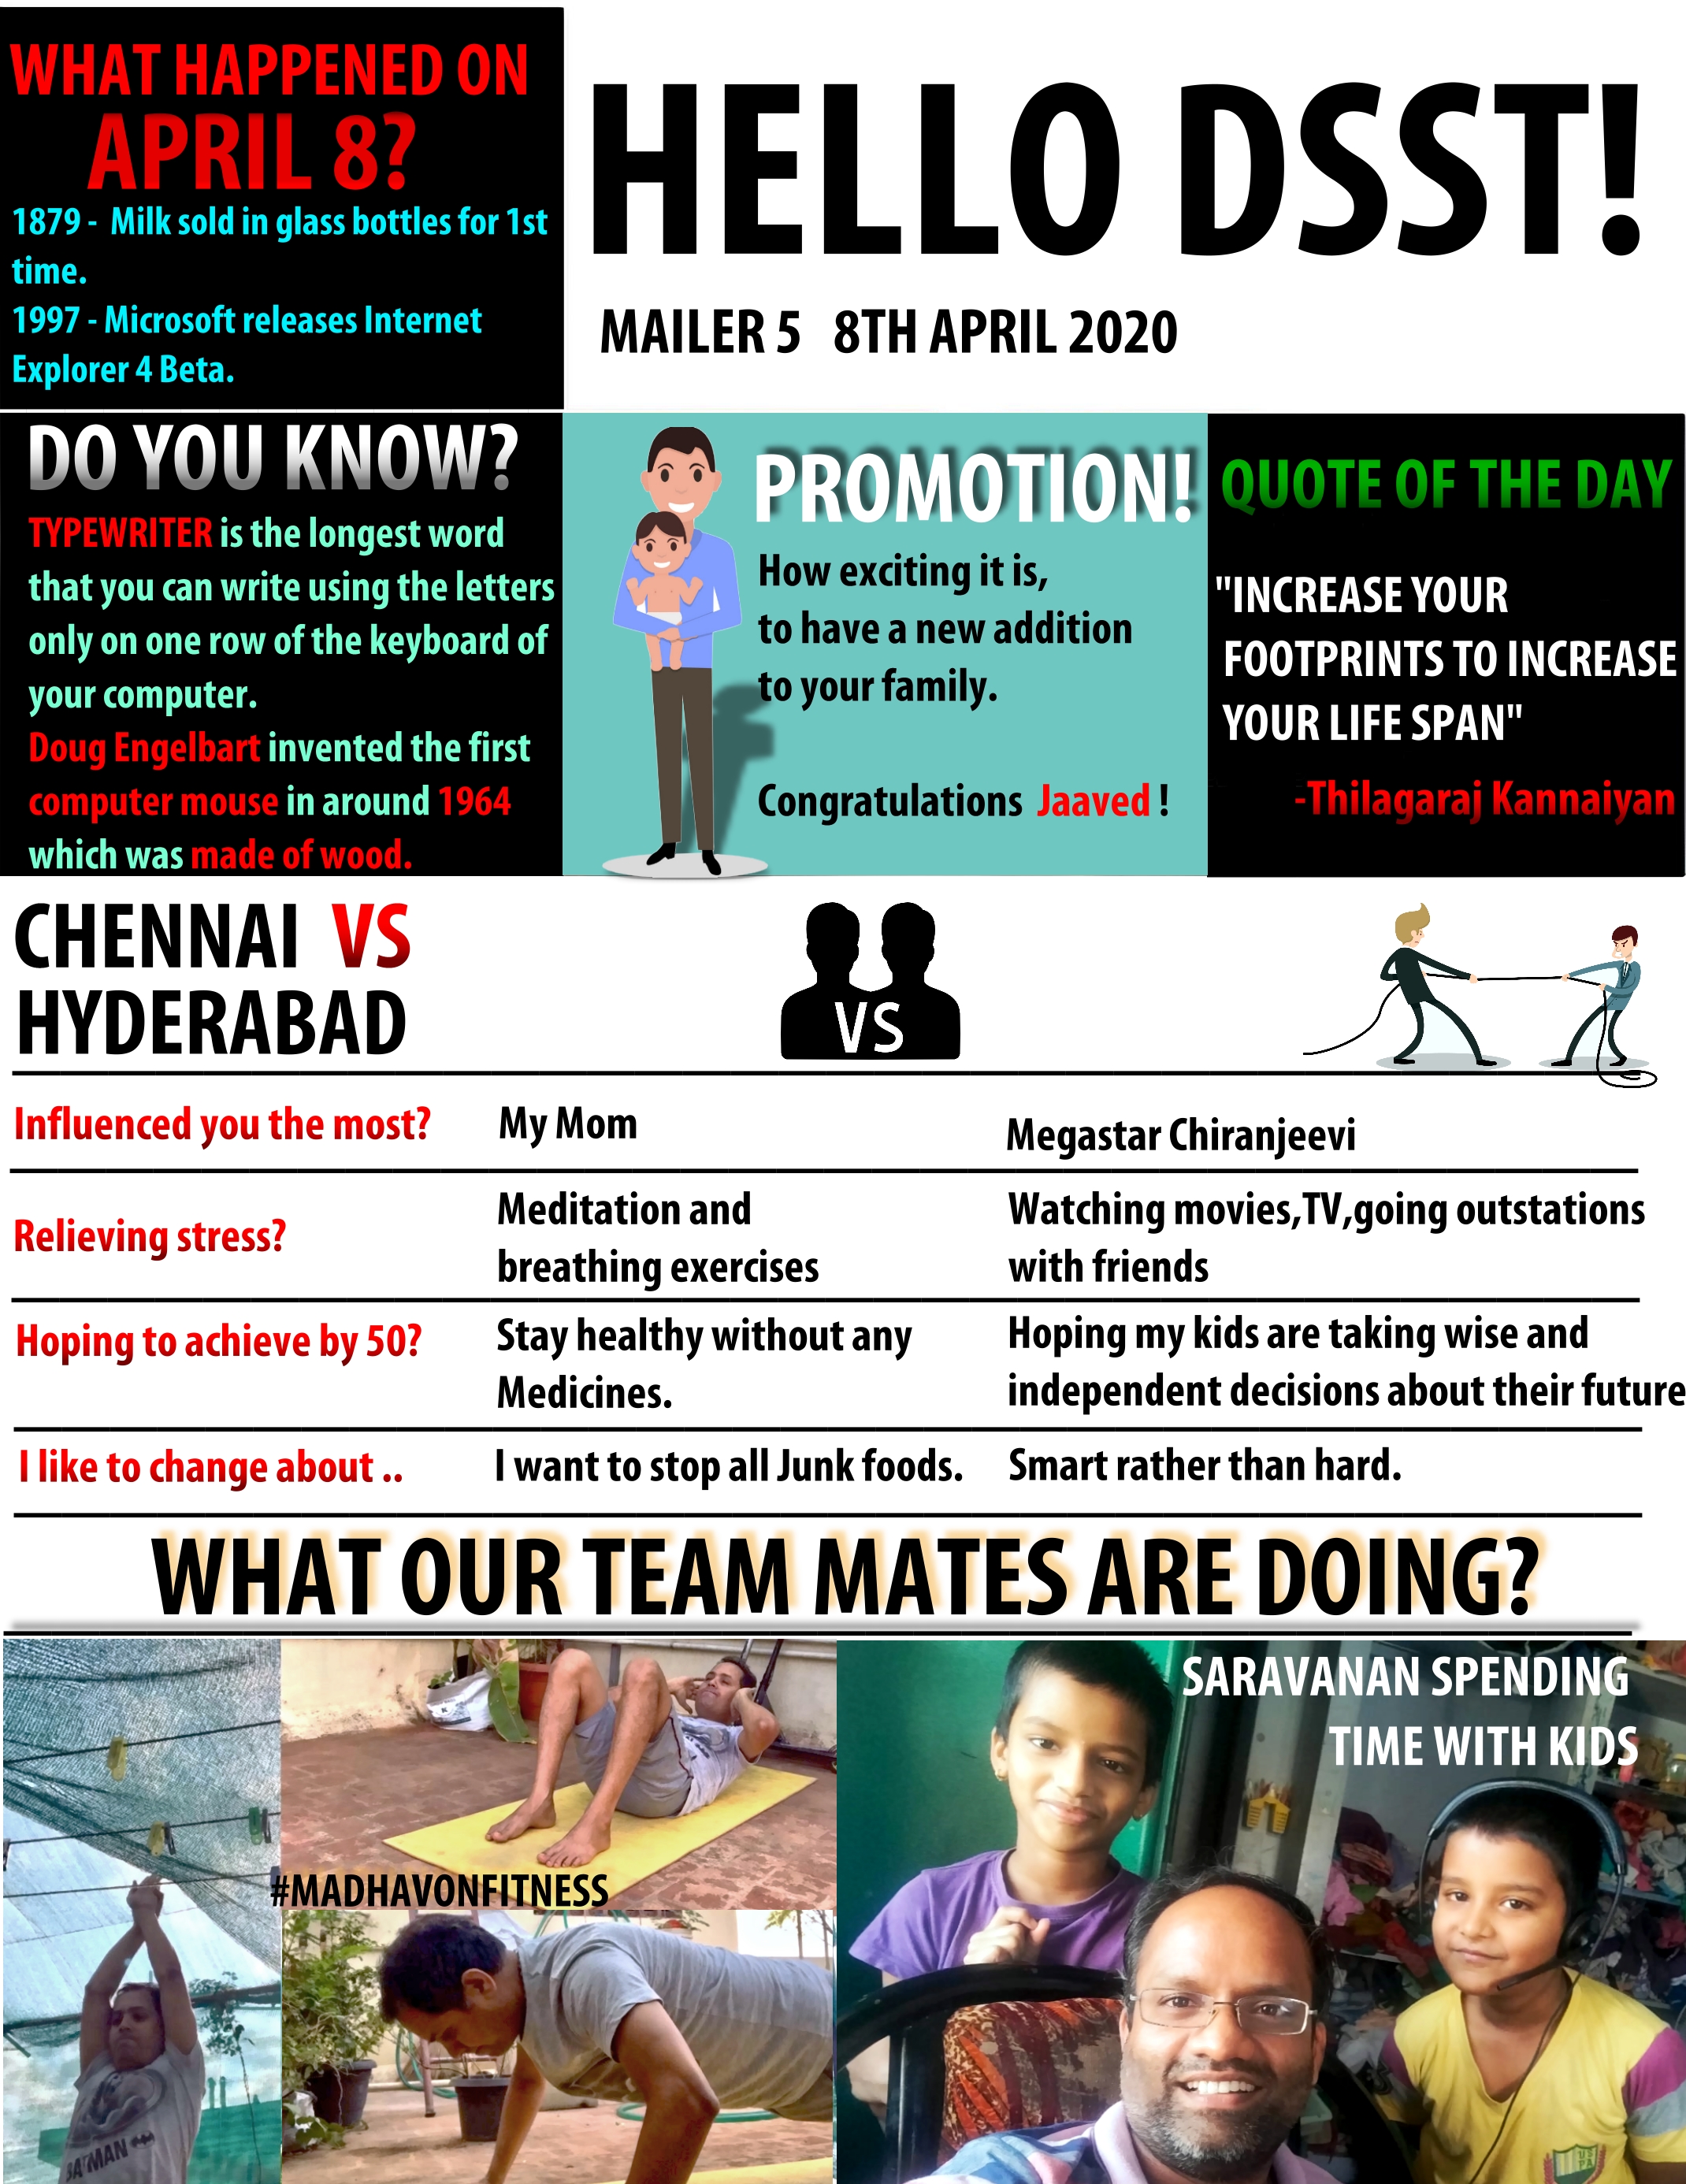 WHAT HAPPENED ON
APRIL 8?
1879 - Milk sold in glass bottles for 1st
time.
1997 - Microsoft releases Internet
Explorer 4 Beta.
HELLO DSST!
MAILER 5 8TH APRIL 2020
DO YOU KNOW?
TYPEWRITER is the longest word
that you can write using the letters
only on one row of the keyboard of
your computer.
Doug Engelbart invented the first
computer mouse in around 1964
which was made of wood.
PROMOTION!
How exciting it is,
to have a new addition
to your family.
Congratulations Jaaved !
QUOTE OF THE DAY
"INCREASE YOUR
FOOTPRINTS TO INCREASE
YOUR LIFE SPAN"
-Thilagaraj Kannaiyan
CHENNAI VS
HYDERABAD
VS
Influenced you the most? My Mom Megastar Chiranjeevi
Relieving stress?
Meditation and
breathing exercises
Watching movies,TV,going outstations
with friends
Hoping to achieve by 50?
Stay healthy without any
Medicines.
Hoping my kids are taking wise and
independent decisions about their future
I like to change about .. I want to stop all Junk foods. Smart rather than hard.
WHAT OUR TEAM MATES ARE DOING?
#MADHAVONFITNESS
BATMAN
SARAVANAN SPENDING
TIME WITH KIDS